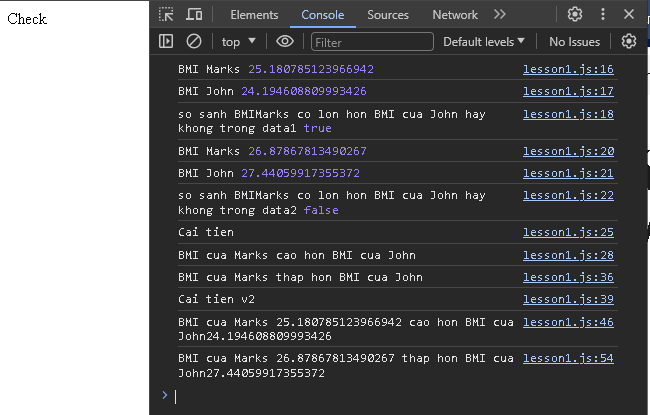 Check
Elements Console Sources Network
top Filter Default levels No Issues
BMI Marks 25.180785123966942 lesson1.js:16
BMI John 24.194608809993426 lesson1.js:17
so sanh BMIMarks co lon hon BMI cua John hay lesson1.js:18
khong trong data1 true
BMI Marks 26.87867813490267 lesson1.js:20
BMI John 27.44059917355372 lesson1.js:21
so sanh BMIMarks co lon hon BMI cua John hay lesson1.js:22
khong trong data2 false
Cai tien lesson1.js:25
BMI cua Marks cao hon BMI cua John lesson1.js:28
BMI cua Marks thap hon BMI cua John lesson1.js:36
Cai tien v2 lesson1.js:39
BMI cua Marks 25.180785123966942 cao hon BMI cua lesson1.js:46
John24.194608809993426
BMI cua Marks 26.87867813490267 thap hon BMI cua lesson1.js:54
John27.44059917355372